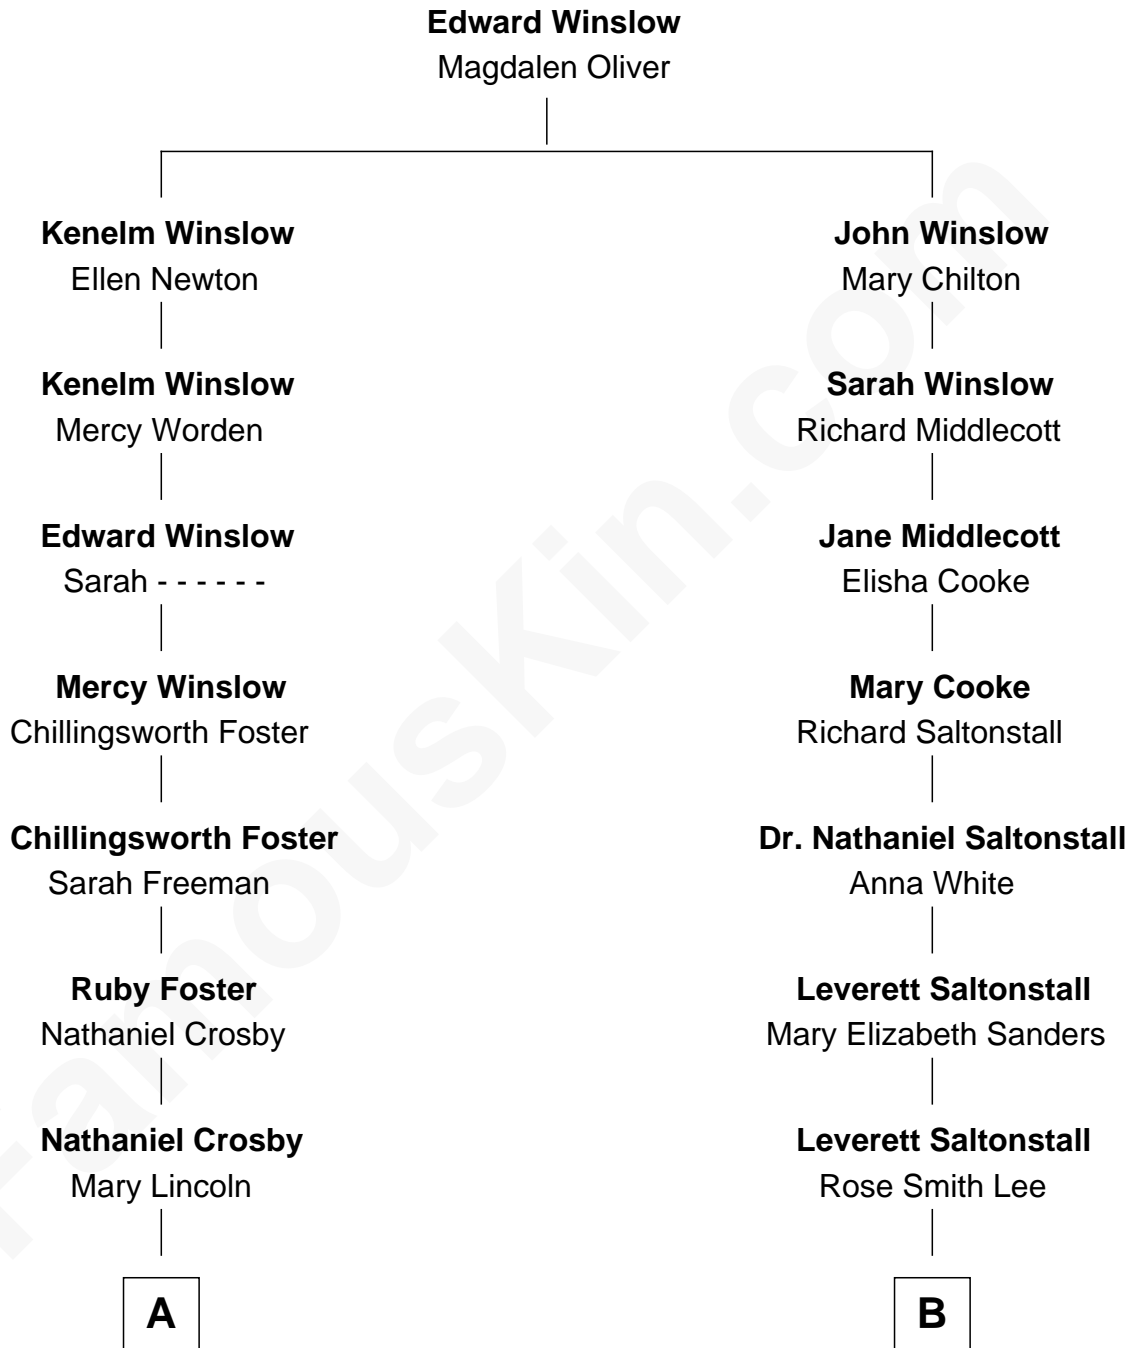 Edward Winslow
Magdalen Oliver
Kenelm Winslow
Ellen Newton
John Winslow
Mary Chilton
Kenelm Winslow
Mercy Worden
Sarah Winslow
Richard Middlecott
Edward Winslow
Sarah - - - - - -
Jane Middlecott
Elisha Cooke
Mercy Winslow
Chillingsworth Foster
Mary Cooke
Richard Saltonstall
Chillingsworth Foster
Sarah Freeman
Dr. Nathaniel Saltonstall
Anna White
Ruby Foster
Nathaniel Crosby
Leverett Saltonstall
Mary Elizabeth Sanders
Nathaniel Crosby
Mary Lincoln
Leverett Saltonstall
Rose Smith Lee
A
B
FamousKin.com